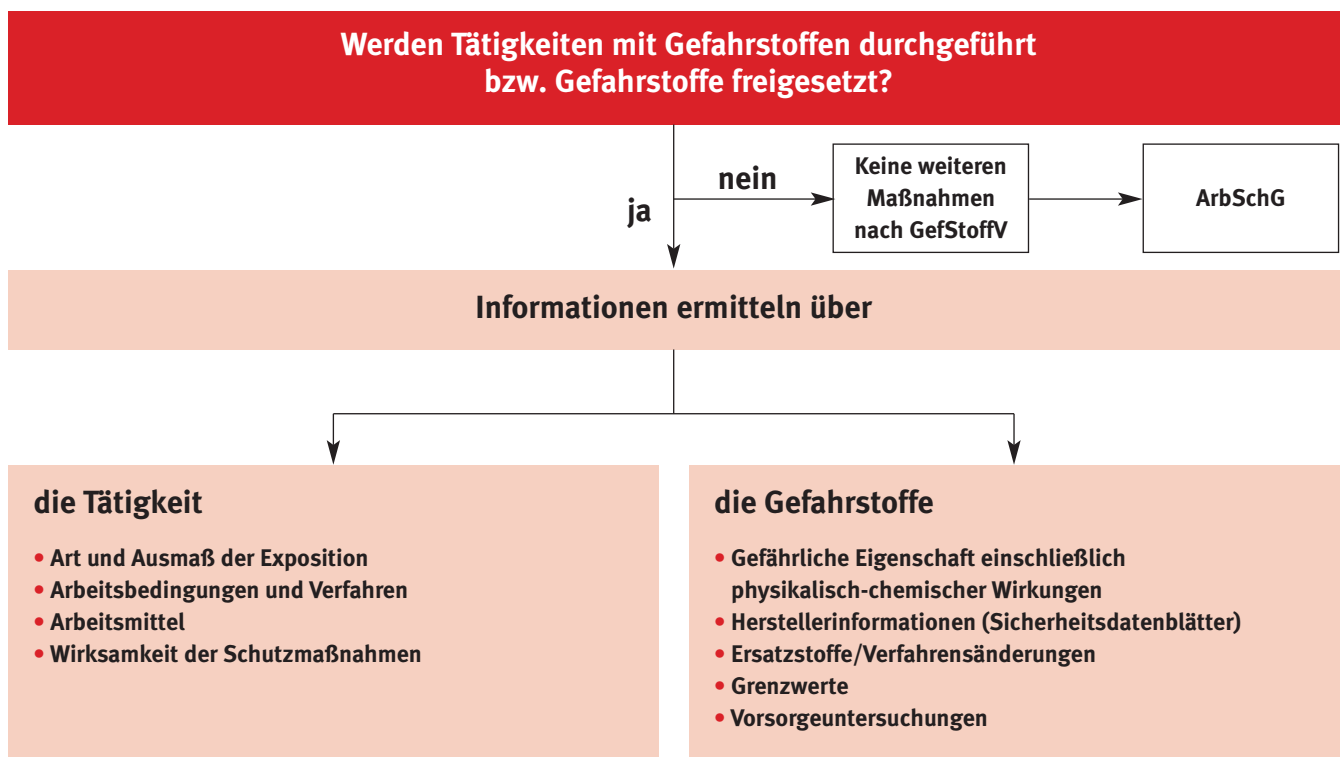 Werden Tätigkeiten mit Gefahrstoffen durchgeführt
bzw. Gefahrstoffe freigesetzt?
nein
ja
Keine weiteren
Maßnahmen
nach GefStoffV
ArbSchG
Informationen ermitteln über
die Tätigkeit
• Art und Ausmaß der Exposition
• Arbeitsbedingungen und Verfahren
• Arbeitsmittel
• Wirksamkeit der Schutzmaßnahmen
die Gefahrstoffe
• Gefährliche Eigenschaft einschließlich
physikalisch-chemischer Wirkungen
• Herstellerinformationen (Sicherheitsdatenblätter)
• Ersatzstoffe/Verfahrensänderungen
• Grenzwerte
• Vorsorgeuntersuchungen